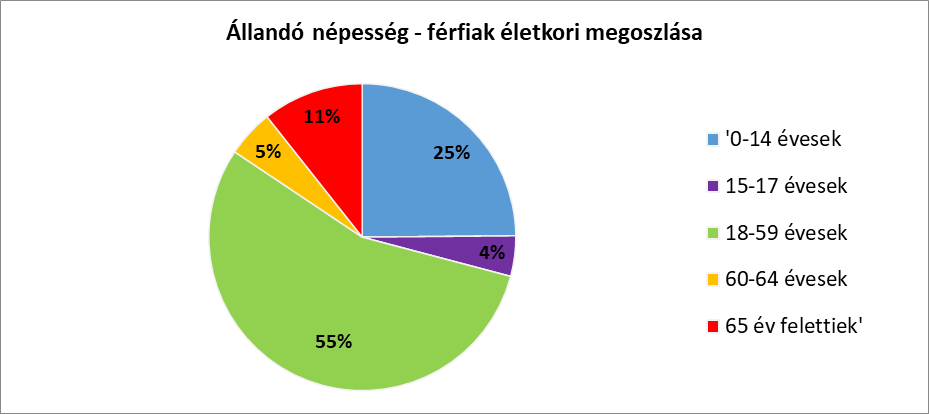 Állandó népesség - férfiak életkori megoszlása
11%
25%
5%
4%
55%
'0-14 évesek
15-17 évesek
18-59 évesek
60-64 évesek
65 év felettiek'